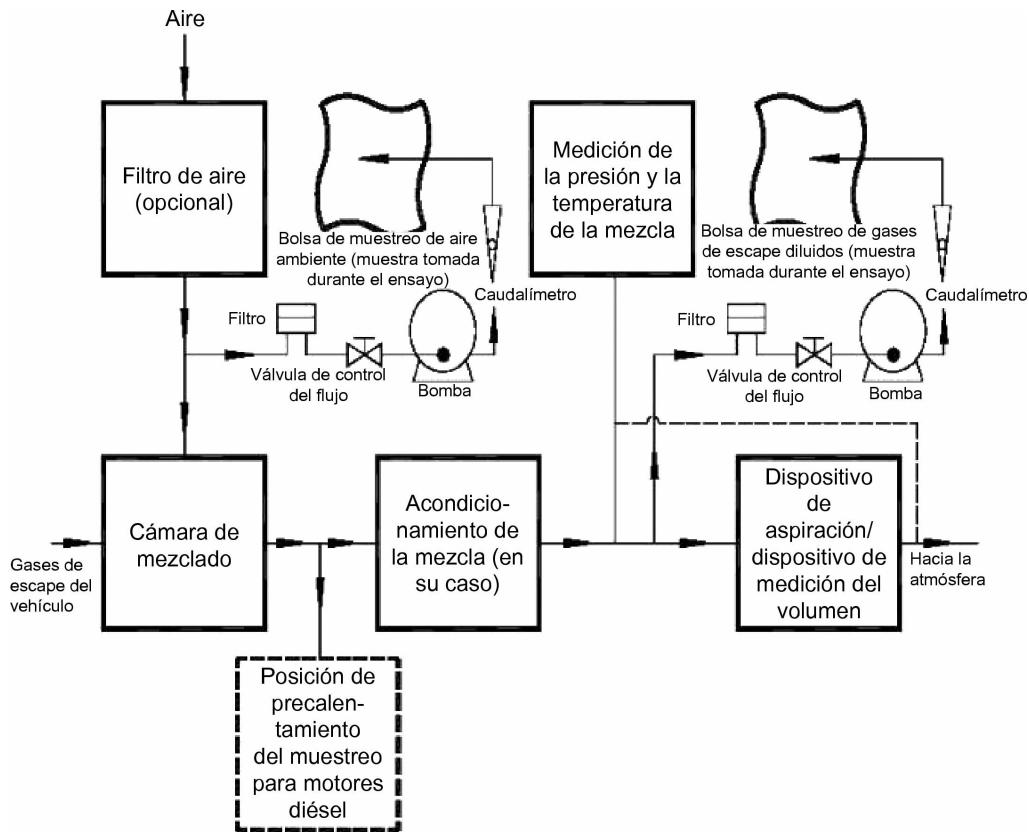 Aire
Filtro de aire
(opcional)
Bolsa de muestreo de aire
ambiente (muestra tomada
durante el ensayo)
Caudalímetro
Filtro
Válvula de control
del flujo
Bomba
Medición de
la presión y la
temperatura
de la mezcla
Bolsa de muestreo de gases
de escape diluidos (muestra
tomada durante el ensayo)
Caudalímetro
Filtro
Válvula de control
del flujo
Bomba
Gases de
escape del
vehículo
Cámara de
mezclado
Acondicio-
namiento de
la mezcla (en
su caso)
Dispositivo
de
aspiración/
dispositivo de
medición del
volumen
Hacia la
atmósfera
Posición de
precalen-
tamiento
del muestreo
para motores
diésel